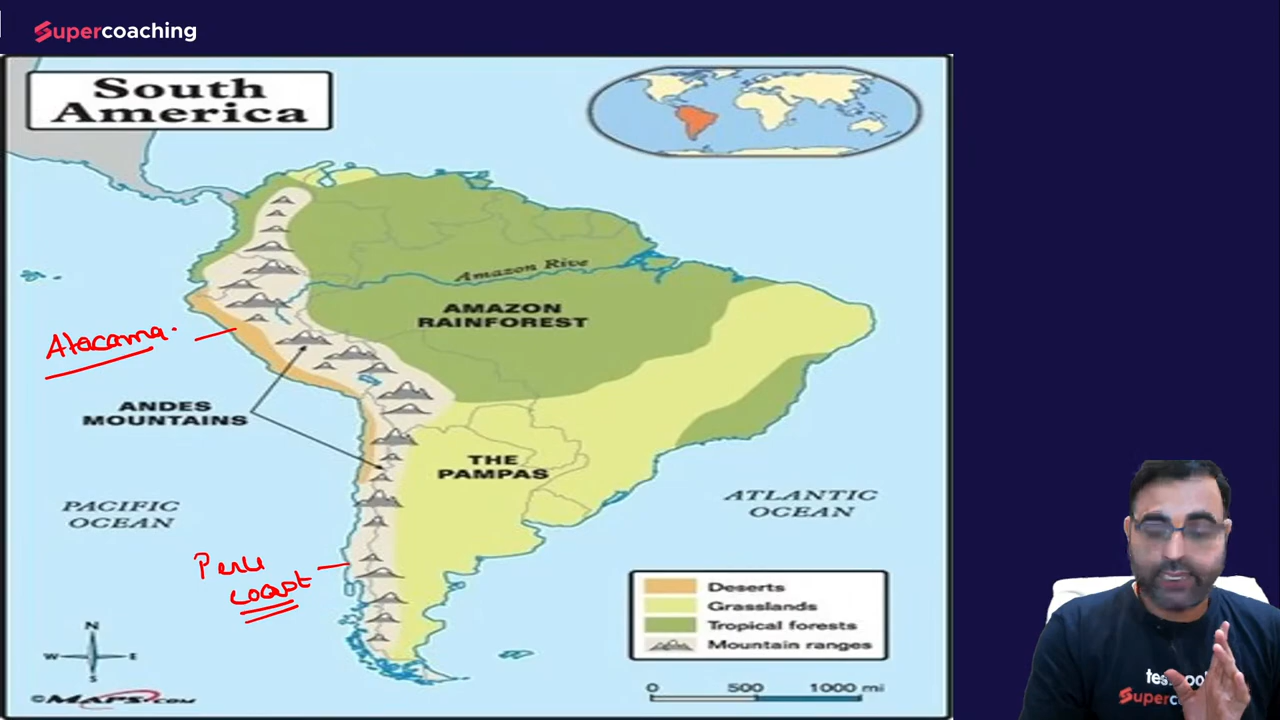 Supercoaching
South
America
Amazon Rive
AMAZON
RAINFOREST
Atacama.
ANDES
MOUNTAINS
THE
PAMPAS
PACIFIC
OCEAN
ATLANTIC
OCEAN
Peru
coast
Deserts
Grasslands
Tropical forests
Mountain ranges
N
W E
S
©MAPS.COM
0 500 1000 mi